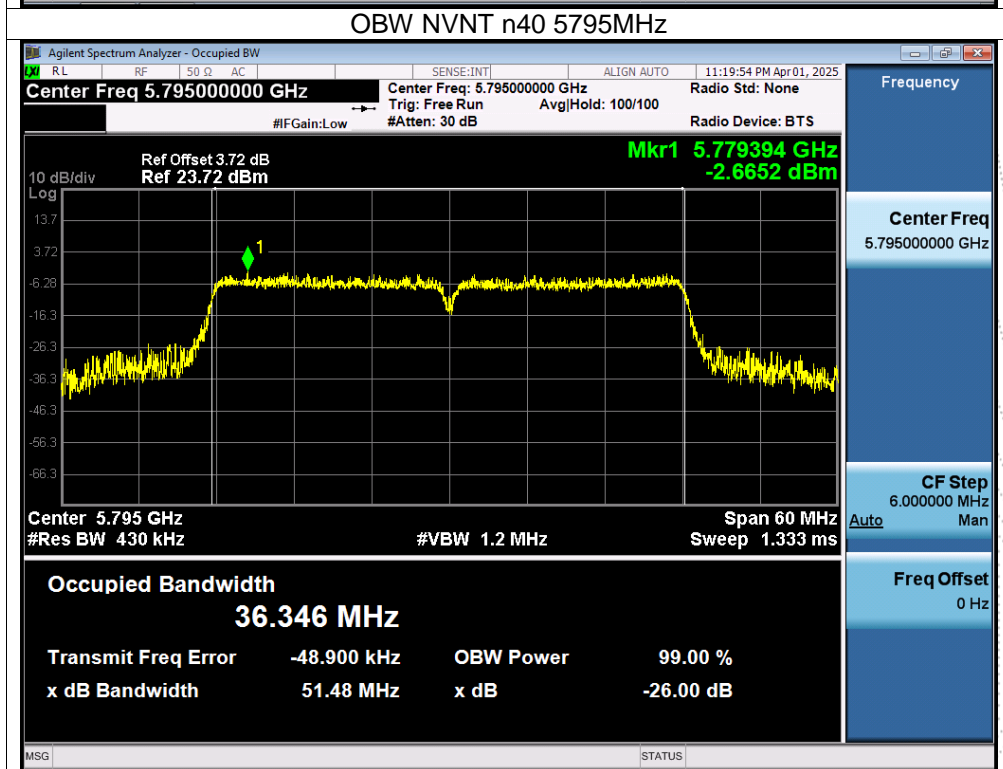 OBW NVNT n40 5795MHz
Agilent Spectrum Analyzer - Occupied BW
LXI RL RF 50 Ω AC SENSE:INT ALIGN AUTO 11:19:54 PM Apr 01, 2025
Center Freq 5.795000000 GHz
Center Freq: 5.795000000 GHz Radio Std: None
Trig: Free Run Avg|Hold: 100/100
#IFGain:Low #Atten: 30 dB Radio Device: BTS
Frequency
Mkr1 5.779394 GHz
-2.6652 dBm
Ref Offset 3.72 dB
10 dB/div Ref 23.72 dBm
Log
13.7
3.72
-6.28
-16.3
-26.3
-36.3
-46.3
-56.3
-66.3
1
Center 5.795 GHz Span 60 MHz
#Res BW 430 kHz #VBW 1.2 MHz Sweep 1.333 ms
Center Freq
5.795000000 GHz
CF Step
6.000000 MHz
Auto Man
Freq Offset
0 Hz
Occupied Bandwidth
36.346 MHz
Transmit Freq Error -48.900 kHz OBW Power 99.00 %
x dB Bandwidth 51.48 MHz x dB -26.00 dB
MSG STATUS